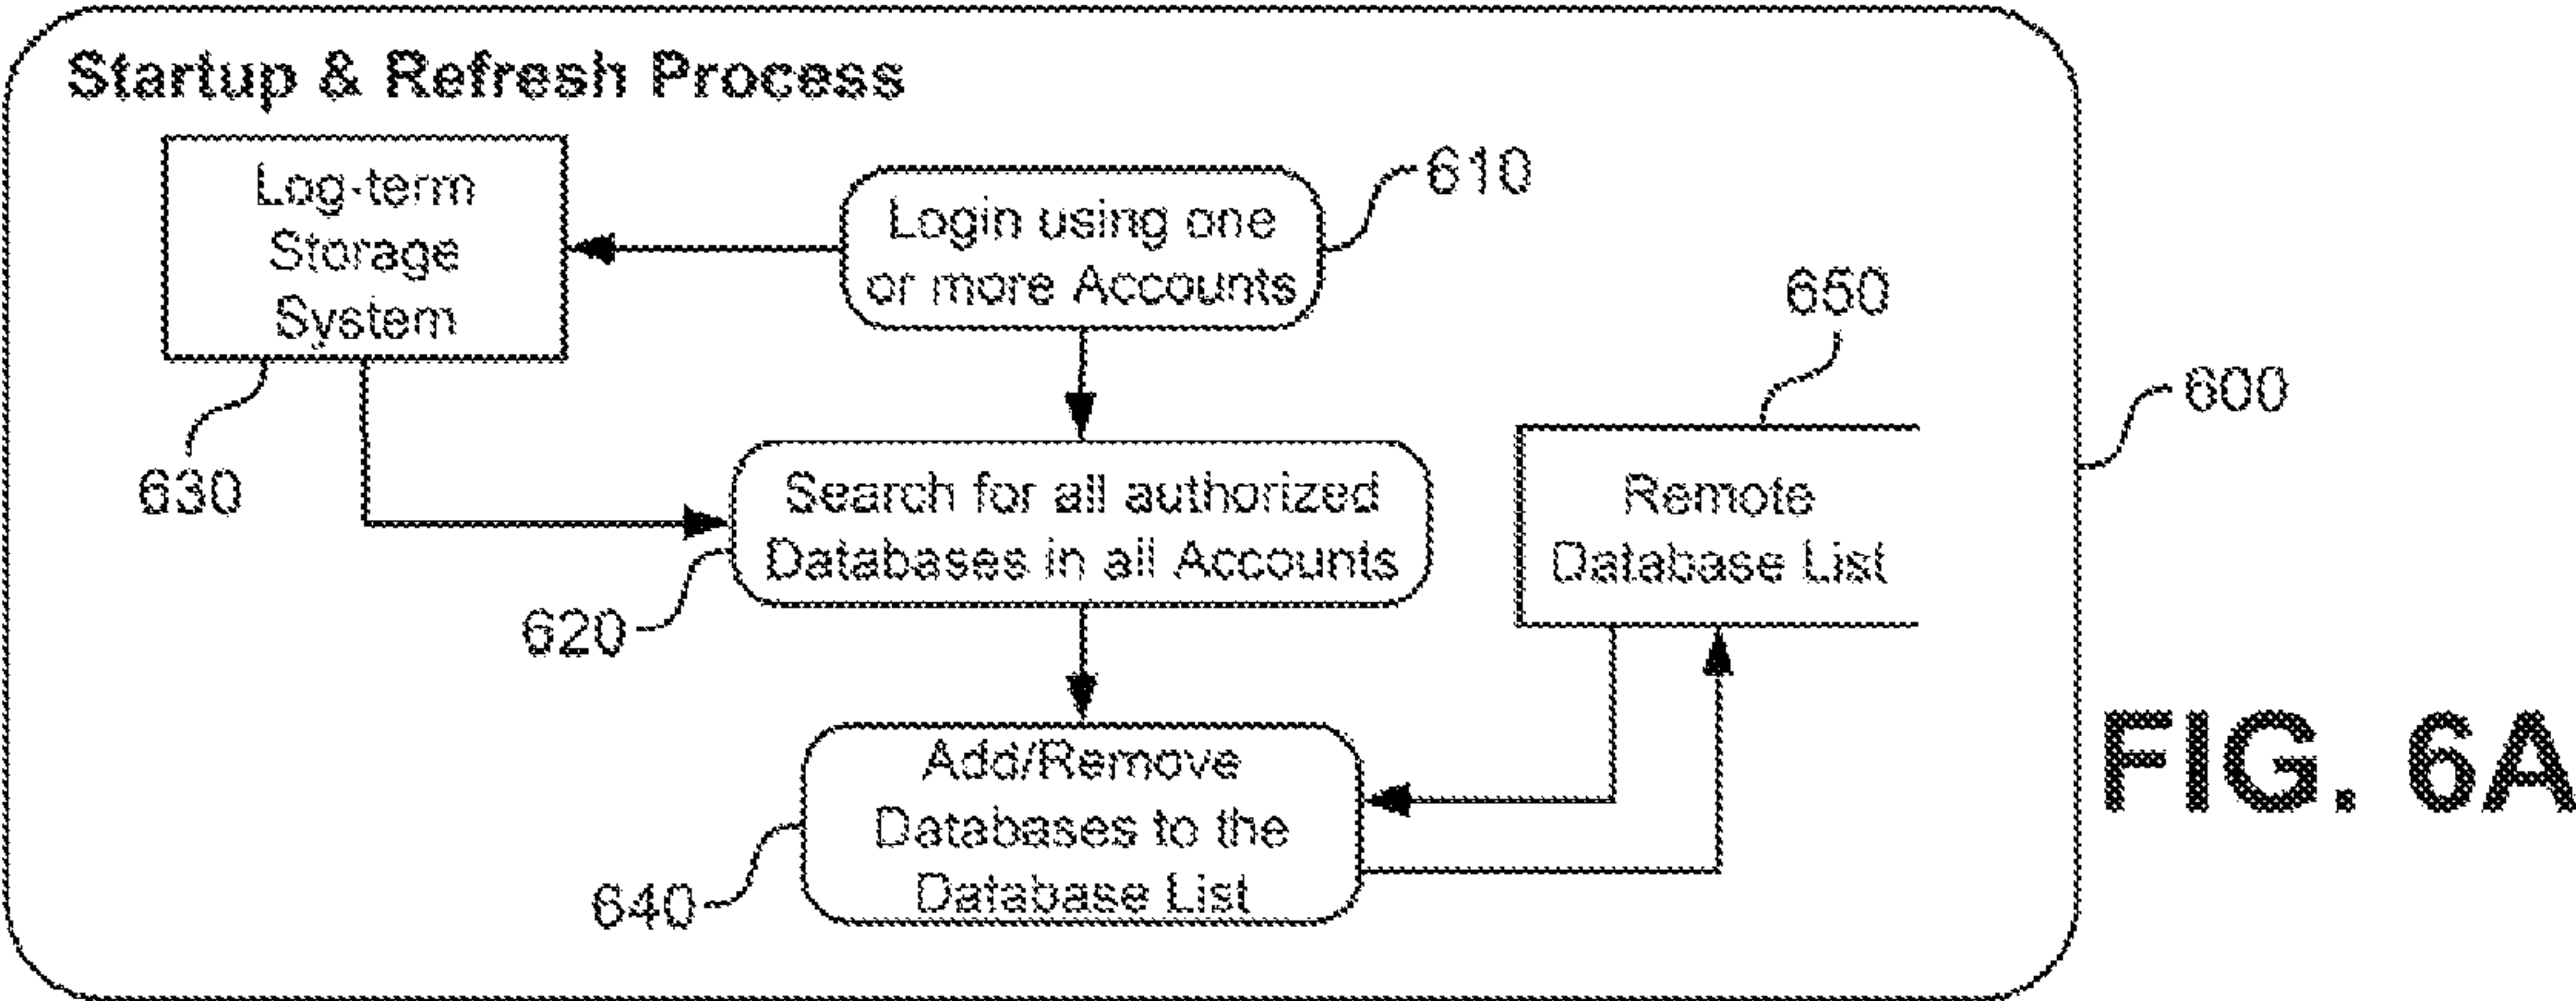 Startup & Refresh Process
Log-term
Storage
System
630
Login using one
or more Accounts
610
650
600
Search for all authorized
Databases in all Accounts
620
Remote
Database List
Add/Remove
Databases to the
Database List
640
FIG. 6A